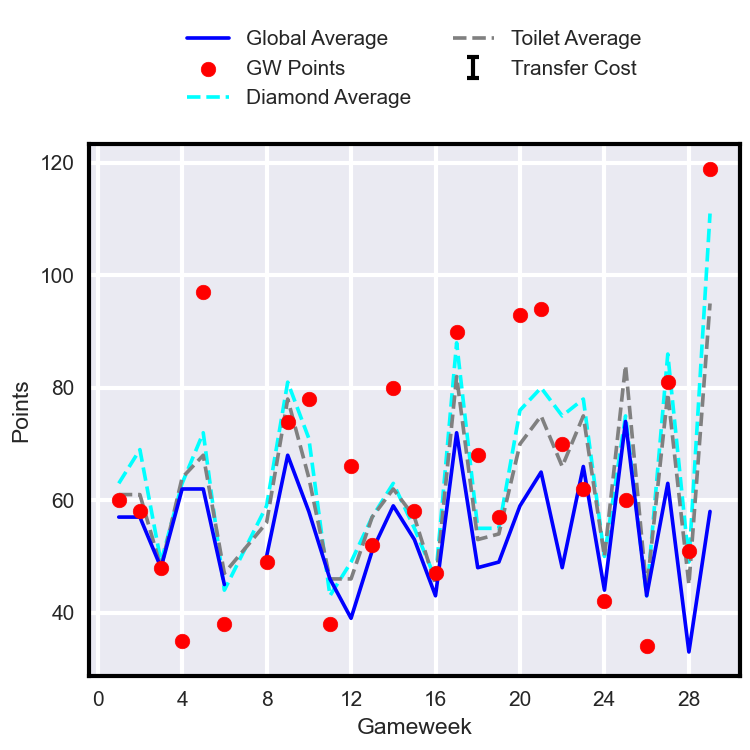 Global Average
GW Points
Diamond Average
Toilet Average
Transfer Cost
120
100
80
60
40
Points
0 4 8 12 16 20 24 28
Gameweek